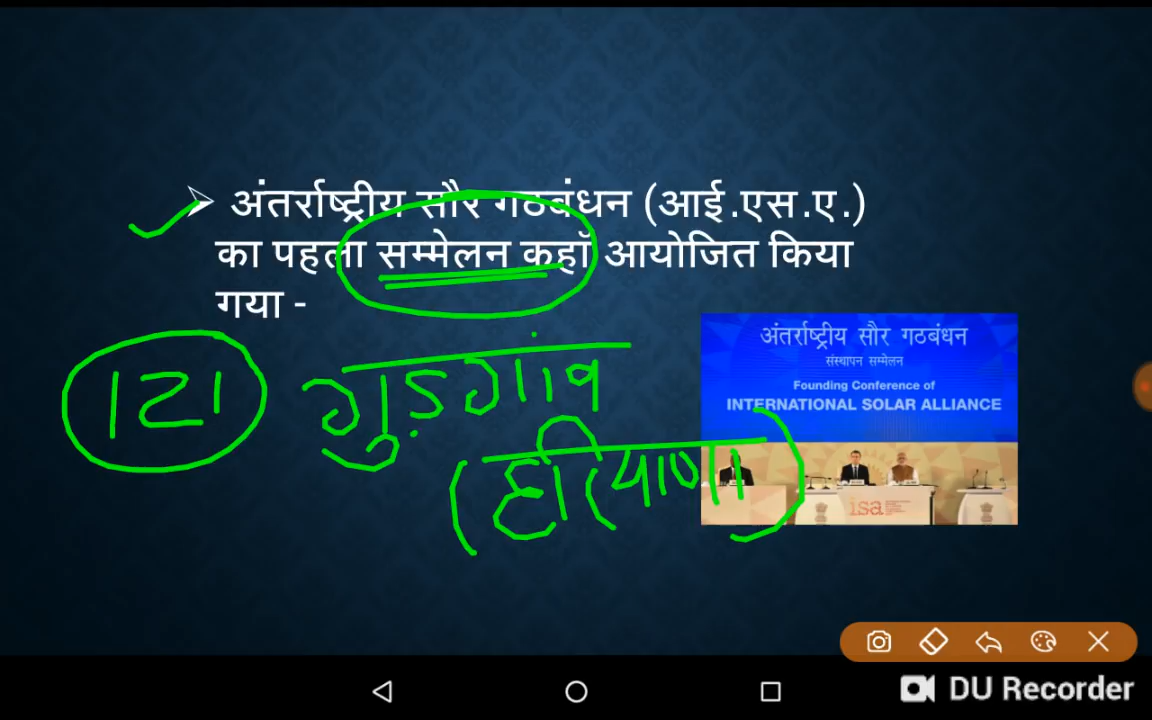 अंतर्राष्ट्रीय सौर गठबंधन (आई.एस.ए.)
का पहला सम्मेलन कहॉ आयोजित किया
गया -
121
गुड़गांव
(हरियाणा)
अंतर्राष्ट्रीय सौर गठबंधन
संस्थापन सम्मेलन
Founding Conference of
INTERNATIONAL SOLAR ALLIANCE
isa
DU Recorder